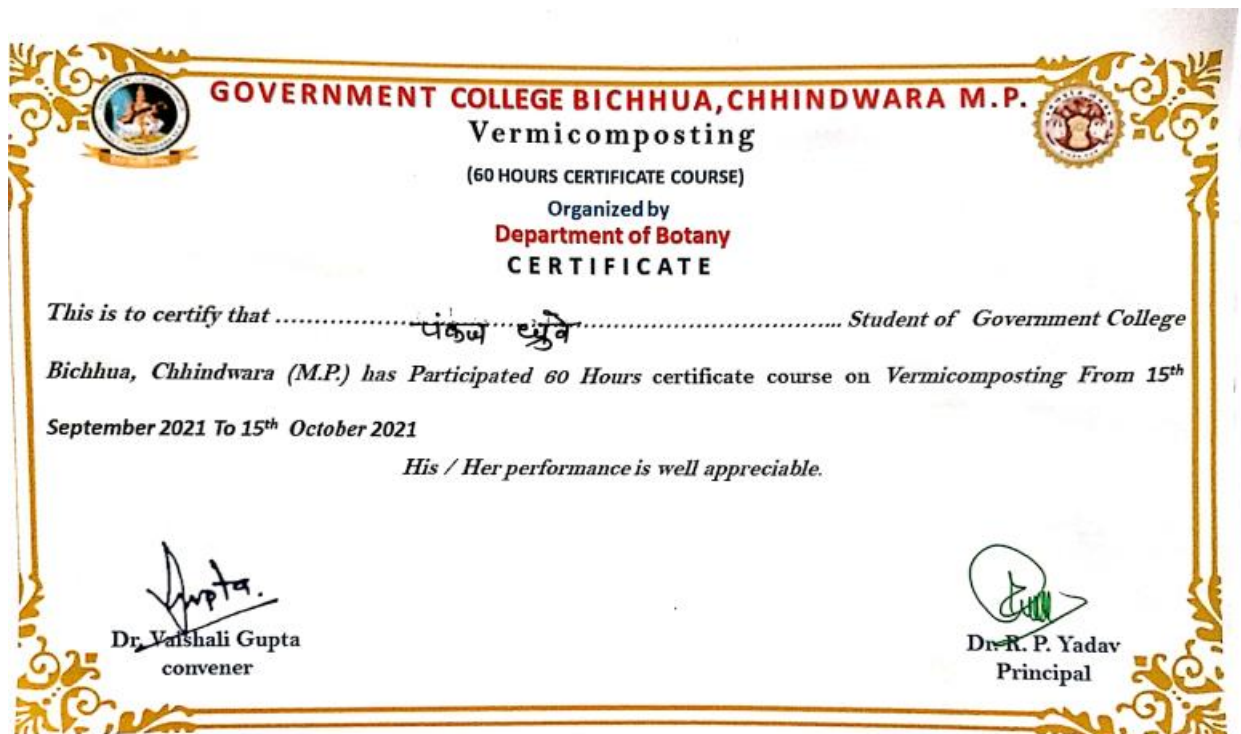 GOVERNMENT COLLEGE BICHHUA,CHHINDWARA M.P.
Vermicomposting
(60 HOURS CERTIFICATE COURSE)
Organized by
Department of Botany
CERTIFICATE
This is to certify that .................पंकज धुर्वे................................... Student of Government College
Bichhua, Chhindwara (M.P.) has Participated 60 Hours certificate course on Vermicomposting From 15th
September 2021 To 15th October 2021
His / Her performance is well appreciable.
Gupta.
Dr. Vaishali Gupta
convener
Dr. R. P. Yadav
Principal